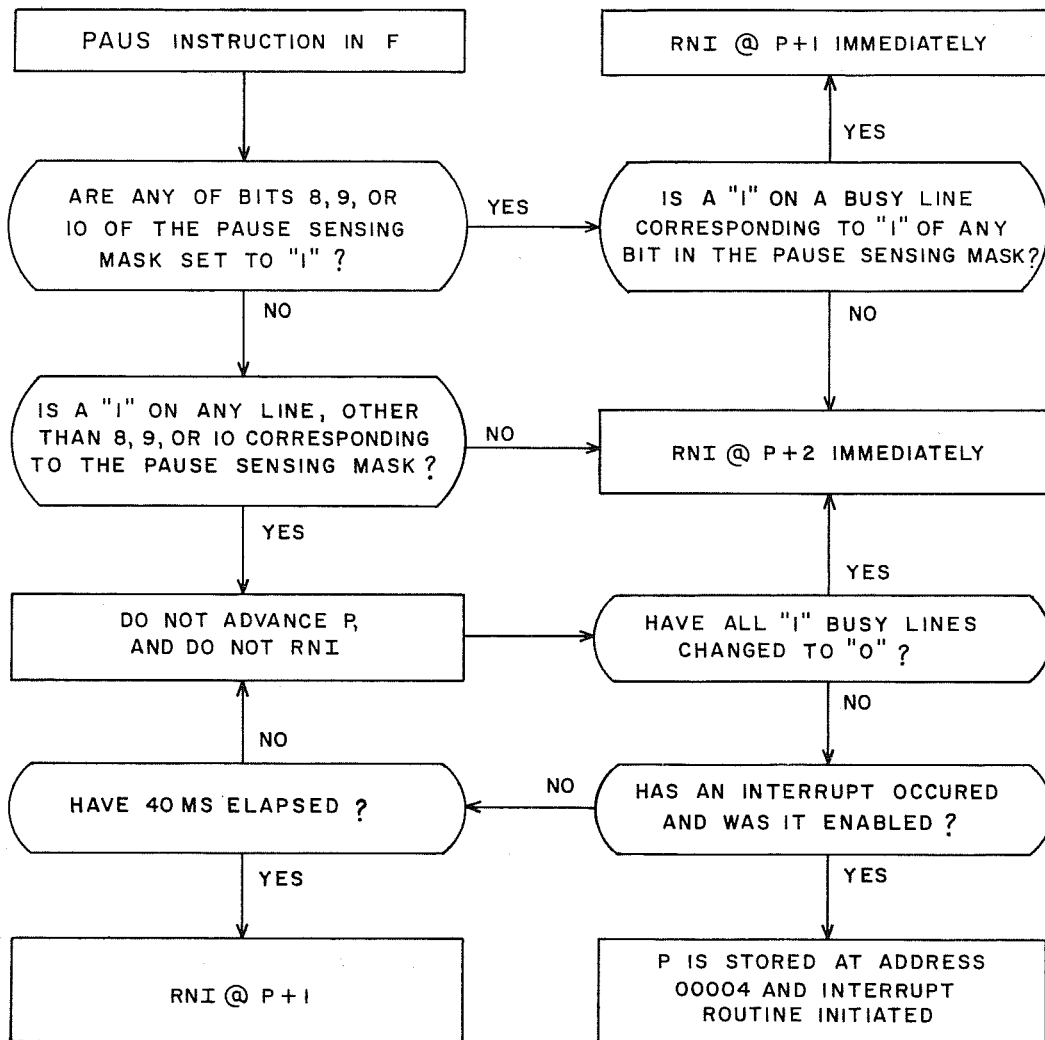 PAUS INSTRUCTION IN F
RNI @ P+1 IMMEDIATELY
YES
ARE ANY OF BITS 8, 9, OR
10 OF THE PAUSE SENSING
MASK SET TO "1" ?
YES
IS A "1" ON A BUSY LINE
CORRESPONDING TO "1" OF ANY
BIT IN THE PAUSE SENSING MASK?
NO
NO
IS A "1" ON ANY LINE, OTHER
THAN 8, 9, OR 10 CORRESPONDING
TO THE PAUSE SENSING MASK ?
NO
RNI @ P+2 IMMEDIATELY
YES
YES
DO NOT ADVANCE P,
AND DO NOT RNI
HAVE ALL "1" BUSY LINES
CHANGED TO "0" ?
NO
NO
HAVE 40 MS ELAPSED ?
NO
HAS AN INTERRUPT OCCURED
AND WAS IT ENABLED ?
YES
YES
RNI @ P+1
P IS STORED AT ADDRESS
00004 AND INTERRUPT
ROUTINE INITIATED